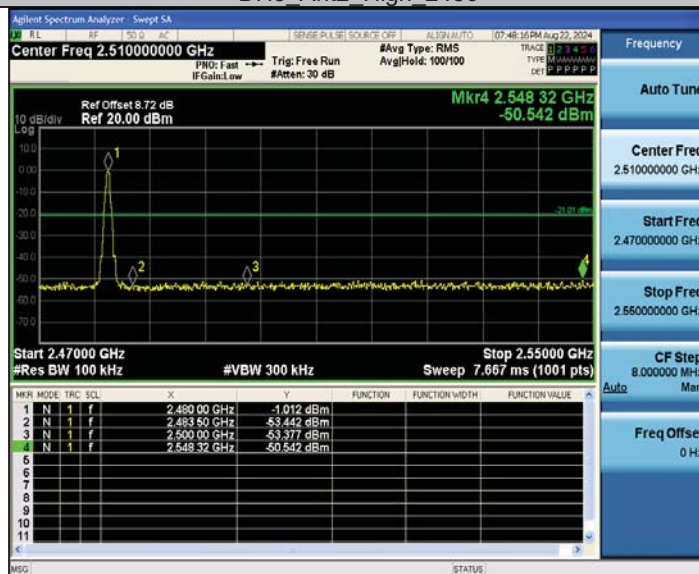 Agilent Spectrum Analyzer - Swept SA
RL RF 50 Ω AC SENSE:PULSE SOURCE OFF ALIGN AUTO 07:48:16 PM Aug 22, 2024
Center Freq 2.510000000 GHz
PNO: Fast
IFGain:Low
Trig: Free Run
#Atten: 30 dB
#Avg Type: RMS
Avg|Hold: 100/100
TRACE 1 2 3 4 5 6
TYPE M
DET P P P P P P
Frequency
Auto Tune
Center Freq
2.510000000 GHz
Start Freq
2.470000000 GHz
Stop Freq
2.550000000 GHz
CF Step
8.000000 MHz
Auto Man
Freq Offset
0 Hz
Mkr4 2.548 32 GHz
-50.542 dBm
Ref Offset 8.72 dB
10 dB/div Ref 20.00 dBm
Log
10.0
0.00
-10.0
-20.0
-30.0
-40.0
-50.0
-60.0
-70.0
-21.01 dBm
1
2
3
4
Start 2.47000 GHz Stop 2.55000 GHz
#Res BW 100 kHz #VBW 300 kHz Sweep 7.667 ms (1001 pts)
MKR MODE TRC SCL X Y FUNCTION FUNCTION WIDTH FUNCTION VALUE
1 N 1 f 2.480 00 GHz -1.012 dBm
2 N 1 f 2.483 50 GHz -53.442 dBm
3 N 1 f 2.500 00 GHz -53.377 dBm
4 N 1 f 2.548 32 GHz -50.542 dBm
5
6
7
8
9
10
11
MSG STATUS